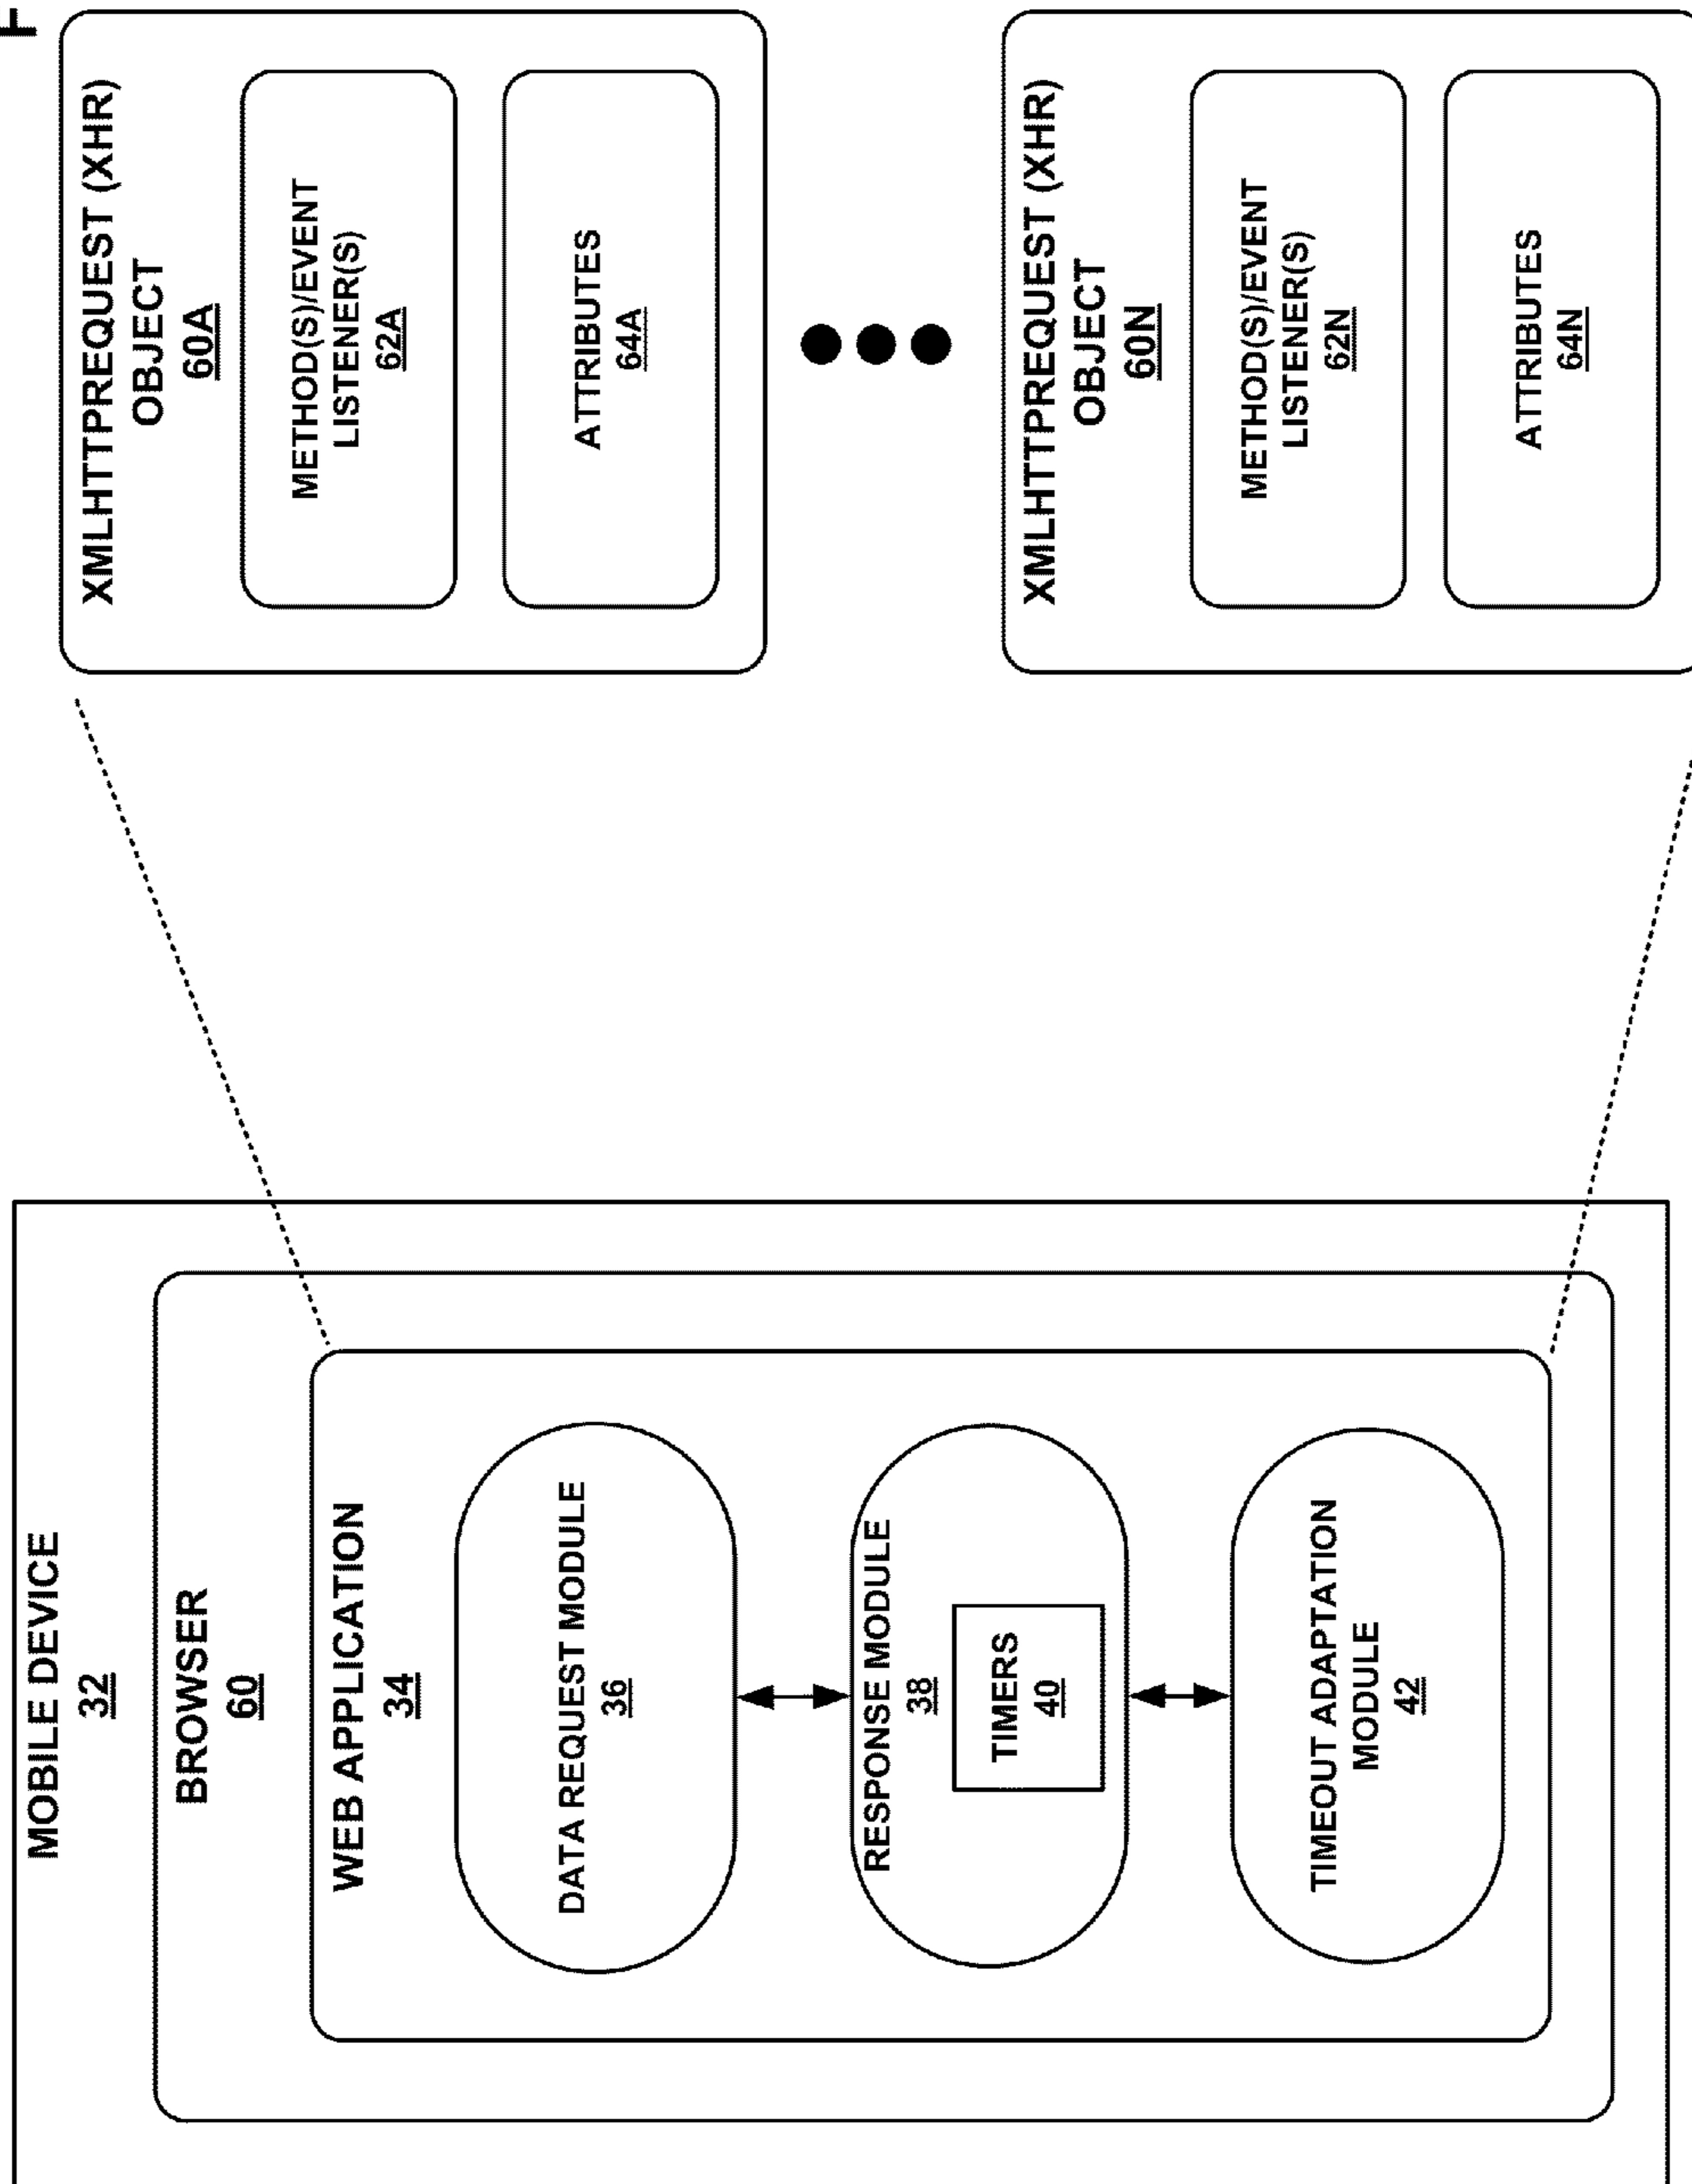 MOBILE DEVICE
32
BROWSER
60
WEB APPLICATION
34
DATA REQUEST MODULE
36
RESPONSE MODULE
38
TIMERS
40
TIMEOUT ADAPTATION
MODULE
42
XMLHTTPREQUEST (XHR)
OBJECT
60A
METHOD(S)/EVENT
LISTENER(S)
62A
ATTRIBUTES
64A
XMLHTTPREQUEST (XHR)
OBJECT
60N
METHOD(S)/EVENT
LISTENER(S)
62N
ATTRIBUTES
64N